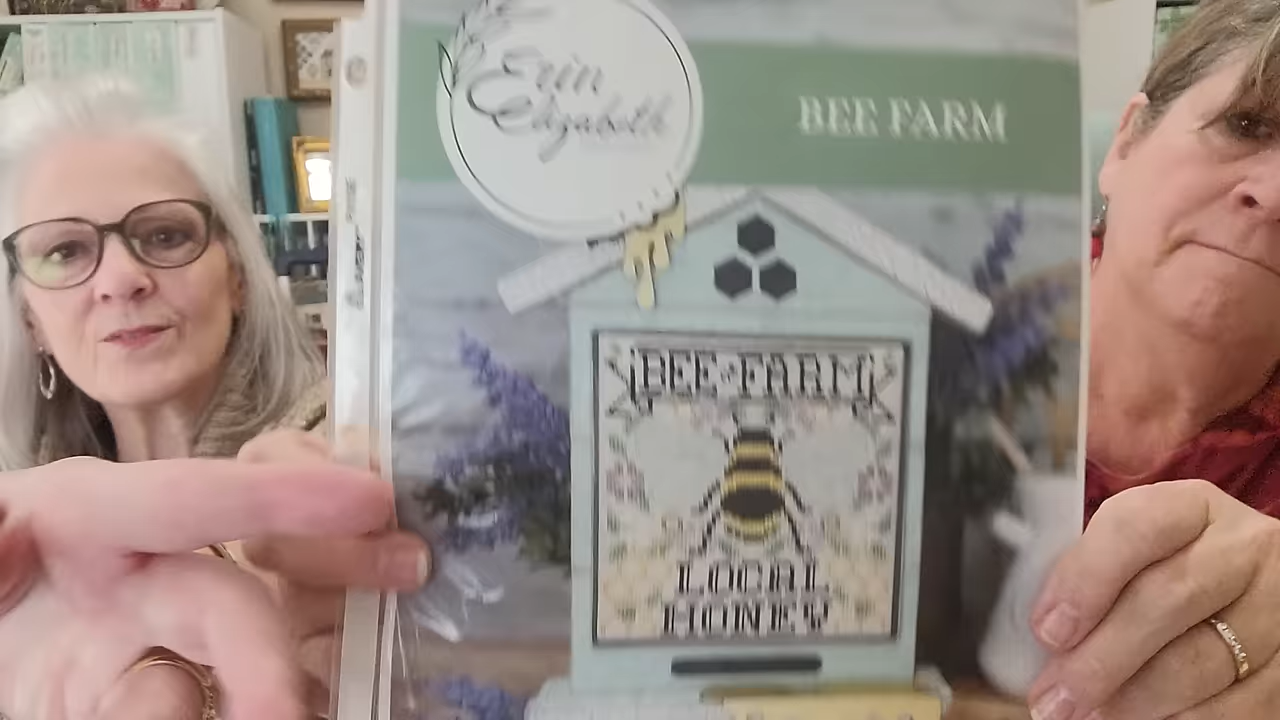 Erin
Elizabeth
BEE FARM
BEE FARM
LOCAL
HONEY